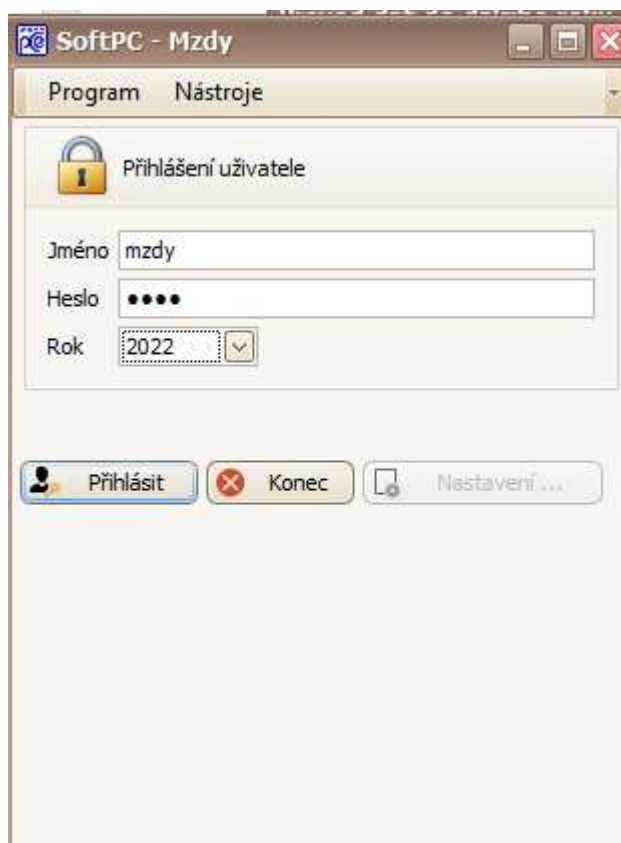 SoftPC - Mzdy
Program Nástroje
Přihlášení uživatele
Jméno mzdy
Heslo ●●●●
Rok 2022
Přihlásit Konec Nastavení ...